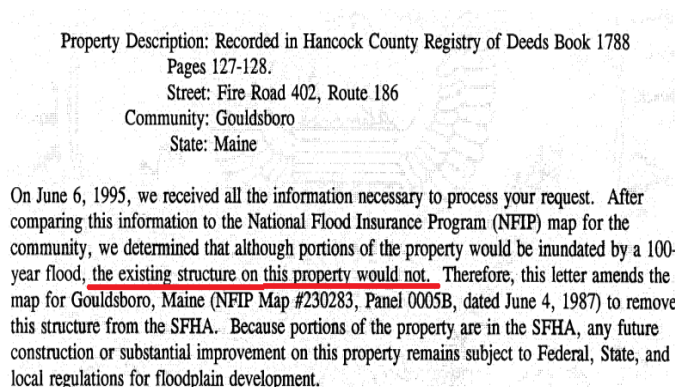 Property Description: Recorded in Hancock County Registry of Deeds Book 1788
Pages 127-128.
Street: Fire Road 402, Route 186
Community: Gouldsboro
State: Maine
On June 6, 1995, we received all the information necessary to process your request. After
comparing this information to the National Flood Insurance Program (NFIP) map for the
community, we determined that although portions of the property would be inundated by a 100-
year flood, the existing structure on this property would not. Therefore, this letter amends the
map for Gouldsboro, Maine (NFIP Map #230283, Panel 0005B, dated June 4, 1987) to remove
this structure from the SFHA. Because portions of the property are in the SFHA, any future
construction or substantial improvement on this property remains subject to Federal, State, and
local regulations for floodplain development.